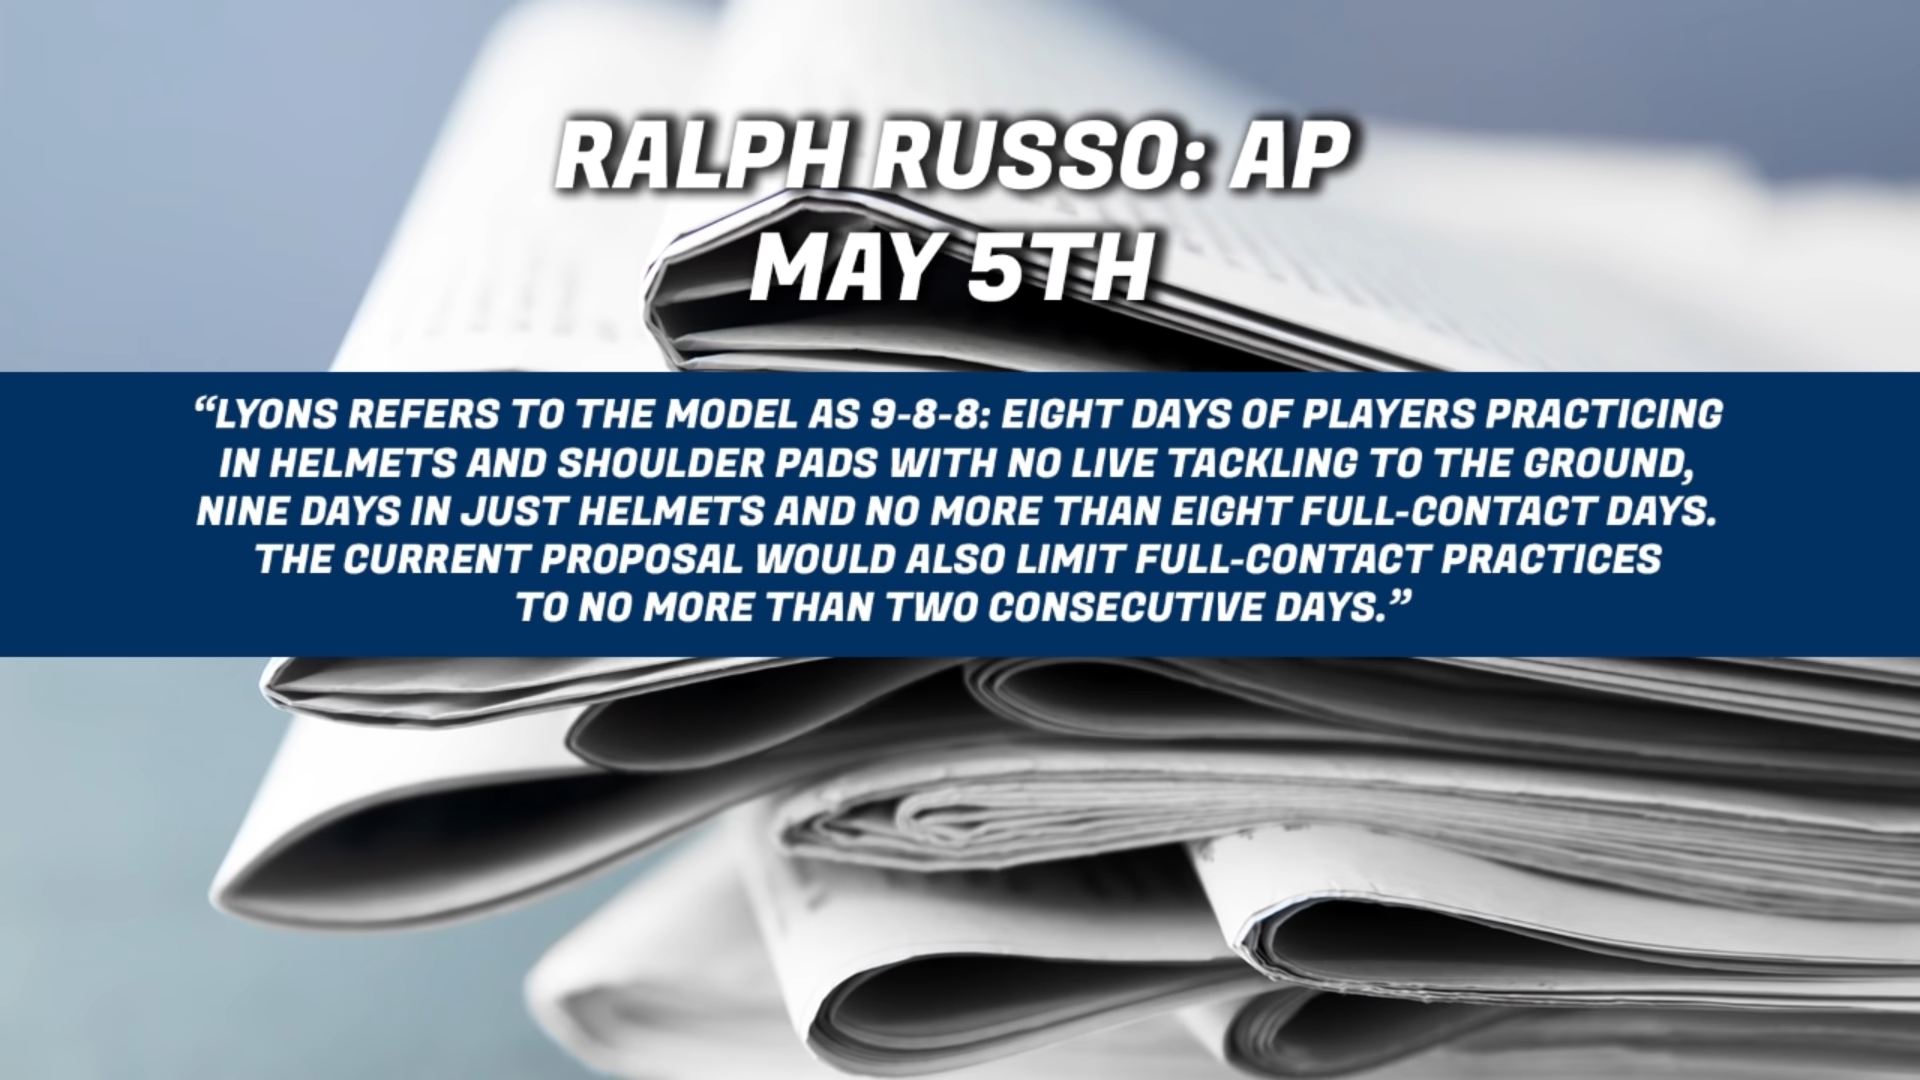 RALPH RUSSO: AP
MAY 5TH
“LYONS REFERS TO THE MODEL AS 9-8-8: EIGHT DAYS OF PLAYERS PRACTICING
IN HELMETS AND SHOULDER PADS WITH NO LIVE TACKLING TO THE GROUND,
NINE DAYS IN JUST HELMETS AND NO MORE THAN EIGHT FULL-CONTACT DAYS.
THE CURRENT PROPOSAL WOULD ALSO LIMIT FULL-CONTACT PRACTICES
TO NO MORE THAN TWO CONSECUTIVE DAYS.”